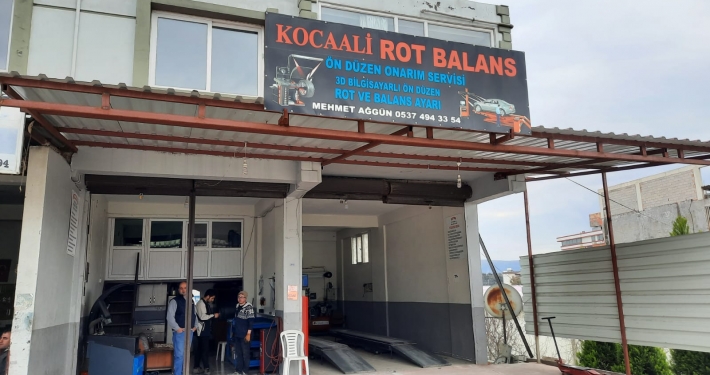 KOCAALİ ROT BALANS
ÖN DÜZEN ONARIM SERVİSİ
3D BİLGİSAYARLI ÖN DÜZEN
ROT VE BALANS AYARI
MEHMET AĞGÜN 0537 494 33 54
94